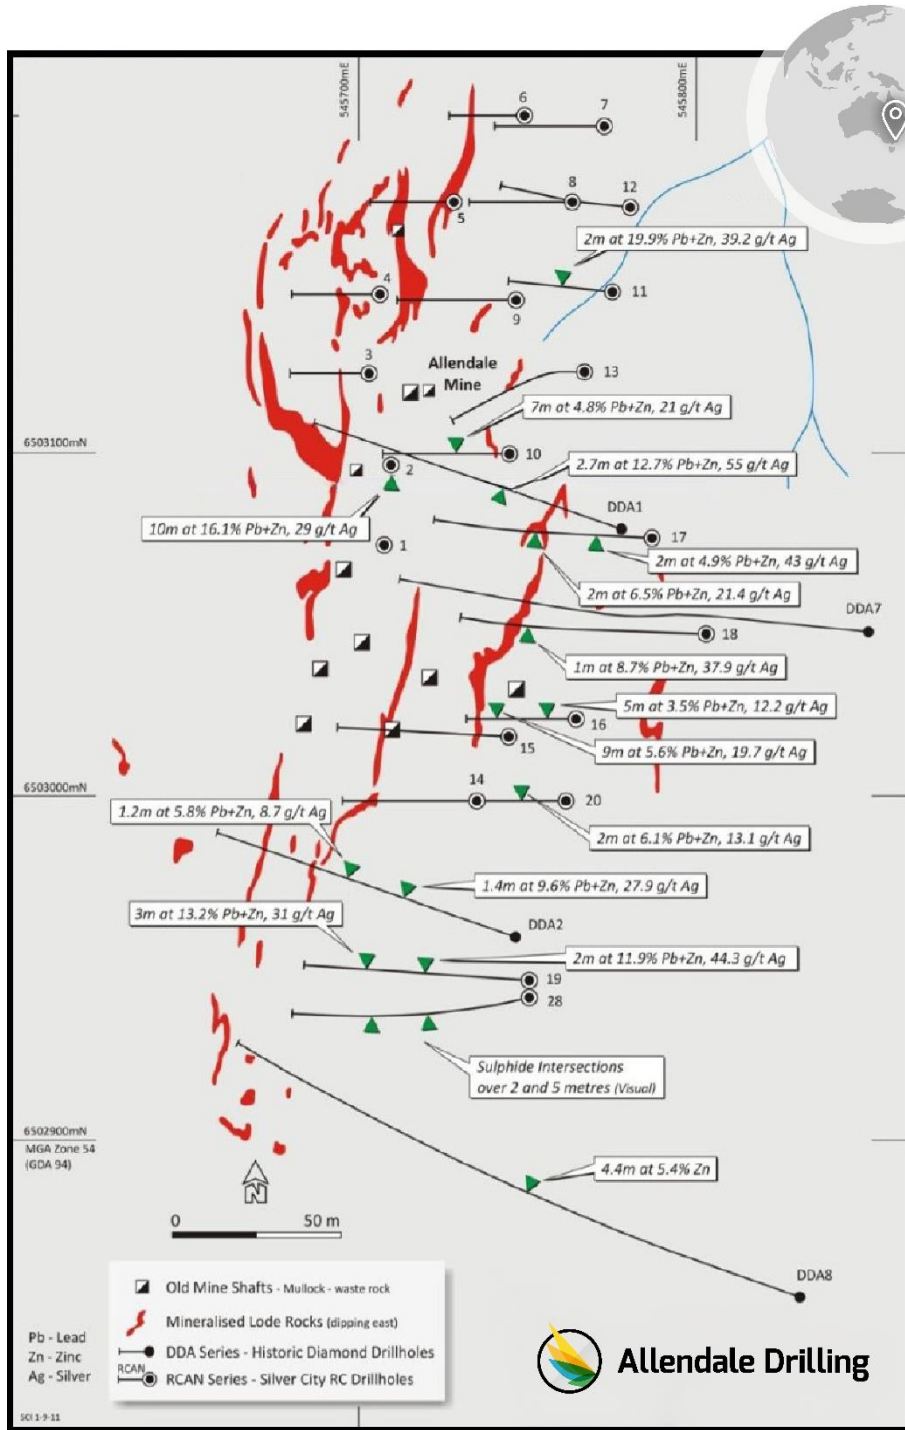 545700mE
545800mE
6
7
8
12
5
2m at 19.9% Pb+Zn, 39.2 g/t Ag
4
11
9
3
Allendale
Mine
13
7m at 4.8% Pb+Zn, 21 g/t Ag
6503100mN
10
2
2.7m at 12.7% Pb+Zn, 55 g/t Ag
DDA1
10m at 16.1% Pb+Zn, 29 g/t Ag
17
1
2m at 4.9% Pb+Zn, 43 g/t Ag
2m at 6.5% Pb+Zn, 21.4 g/t Ag
DDA7
18
1m at 8.7% Pb+Zn, 37.9 g/t Ag
5m at 3.5% Pb+Zn, 12.2 g/t Ag
16
15
9m at 5.6% Pb+Zn, 19.7 g/t Ag
14
6503000mN
20
1.2m at 5.8% Pb+Zn, 8.7 g/t Ag
2m at 6.1% Pb+Zn, 13.1 g/t Ag
1.4m at 9.6% Pb+Zn, 27.9 g/t Ag
3m at 13.2% Pb+Zn, 31 g/t Ag
DDA2
2m at 11.9% Pb+Zn, 44.3 g/t Ag
19
28
Sulphide Intersections
over 2 and 5 metres (Visual)
6502900mN
MGA Zone 54
(GDA 94)
4.4m at 5.4% Zn
N
0 50 m
DDA8
Old Mine Shafts - Mullock - waste rock
Mineralised Lode Rocks (dipping east)
DDA Series - Historic Diamond Drillholes
RCAN
RCAN Series - Silver City RC Drillholes
Pb - Lead
Zn - Zinc
Ag - Silver
SCI 1-9-11
Allendale Drilling